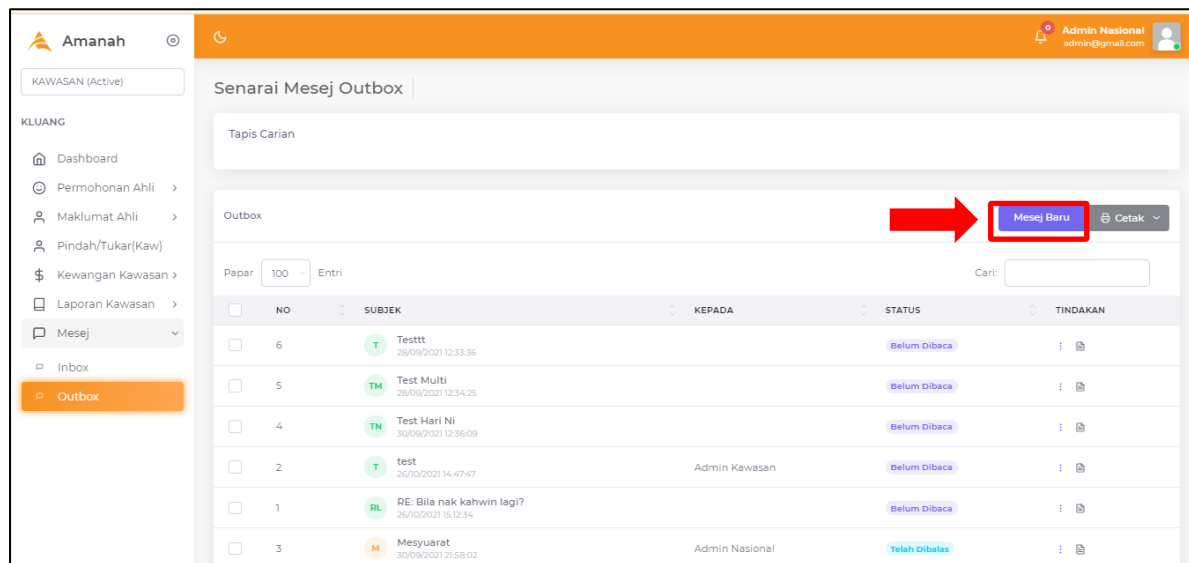 Amanah
Admin Nasional
admin@gmail.com
KAWASAN (Active)
Senarai Mesej Outbox
KLUANG
Tapis Carian
Dashboard
Permohonan Ahli
Maklumat Ahli
Pindah/Tukar(Kaw)
Kewangan Kawasan
Laporan Kawasan
Mesej
Inbox
Outbox
Outbox
Mesej Baru
Cetak
Papar 100 Entri
Cari:
NO SUBJEK KEPADA STATUS TINDAKAN
6 T Testtt Belum Dibaca
28/09/2021 12:33:36
5 TM Test Multi Belum Dibaca
28/09/2021 12:34:25
4 TN Test Hari Ni Belum Dibaca
30/09/2021 12:36:09
2 T test Admin Kawasan Belum Dibaca
26/10/2021 14:47:47
1 RL RE: Bila nak kahwin lagi? Belum Dibaca
26/10/2021 15:12:34
3 M Mesyuarat Admin Nasional Telah Dibalas
30/09/2021 21:58:02